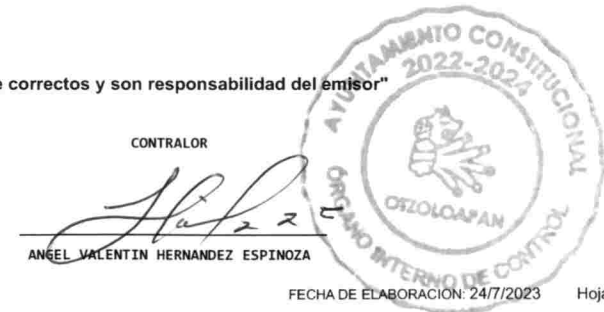 AYUNTAMIENTO CONSTITUCIONAL
2022-2024
e correctos y son responsabilidad del emisor"
CONTRALOR
OTZOLOAPAN
ANGEL VALENTIN HERNANDEZ ESPINOZA
ÓRGANO INTERNO DE CONTROL
FECHA DE ELABORACIÓN: 24/7/2023 Hoja